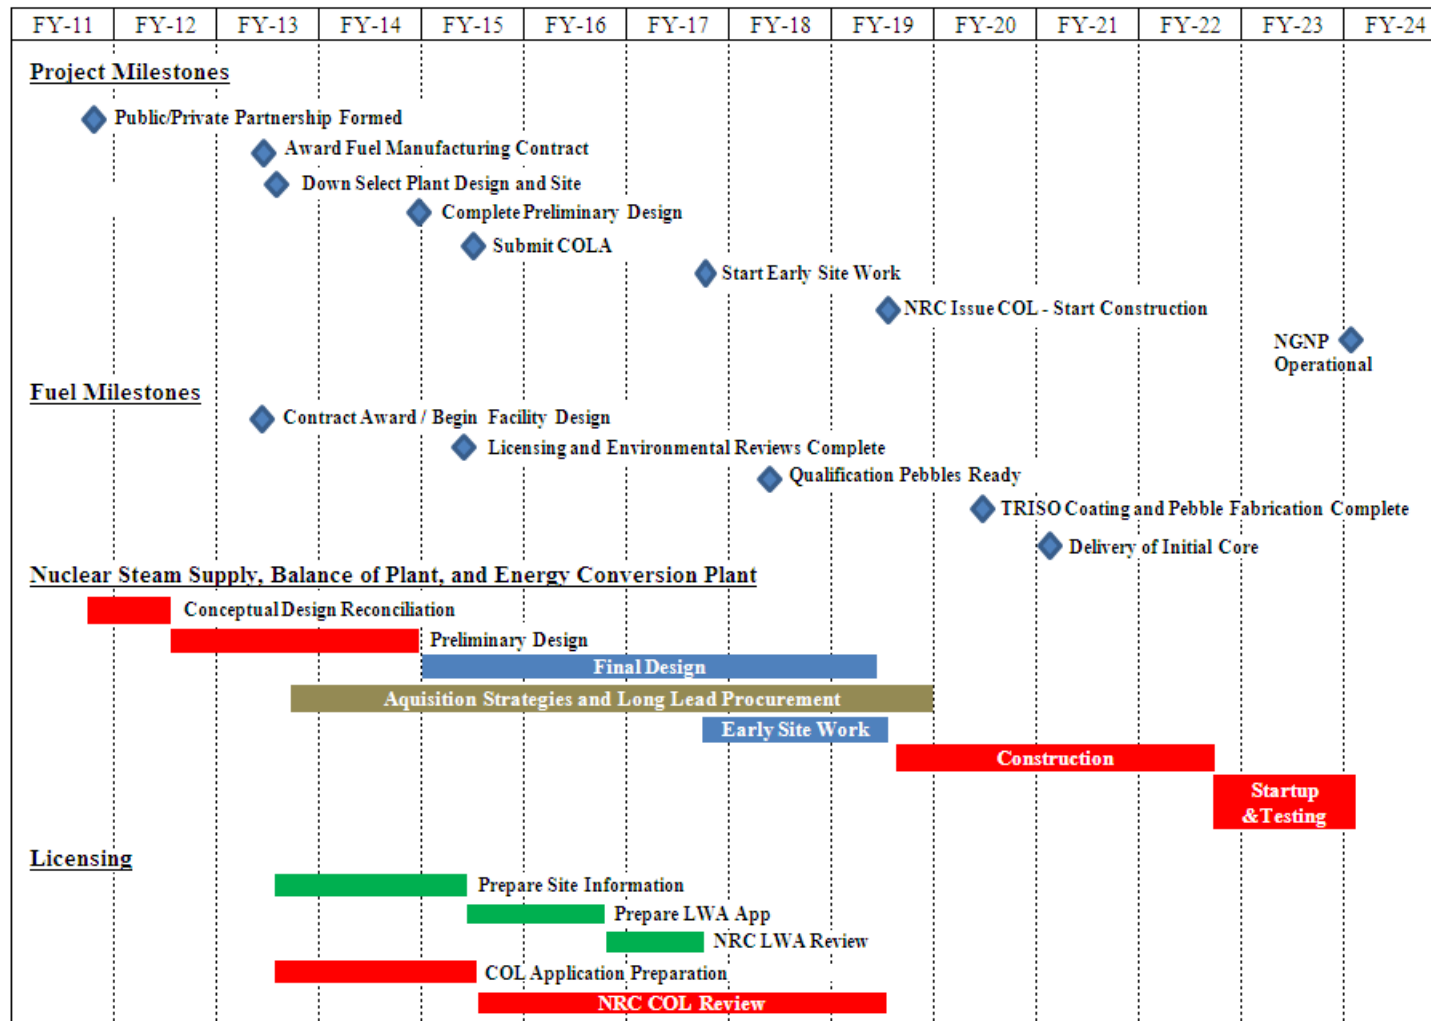 FY-11 FY-12 FY-13 FY-14 FY-15 FY-16 FY-17 FY-18 FY-19 FY-20 FY-21 FY-22 FY-23 FY-24
Project Milestones
Public/Private Partnership Formed
Award Fuel Manufacturing Contract
Down Select Plant Design and Site
Complete Preliminary Design
Submit COLA
Start Early Site Work
NRC Issue COL - Start Construction
NGNP
Operational
Fuel Milestones
Contract Award / Begin Facility Design
Licensing and Environmental Reviews Complete
Qualification Pebbles Ready
TRISO Coating and Pebble Fabrication Complete
Delivery of Initial Core
Nuclear Steam Supply, Balance of Plant, and Energy Conversion Plant
Conceptual Design Reconciliation
Preliminary Design
Final Design
Aquisition Strategies and Long Lead Procurement
Early Site Work
Construction
Startup
&Testing
Licensing
Prepare Site Information
Prepare LWA App
NRC LWA Review
COL Application Preparation
NRC COL Review